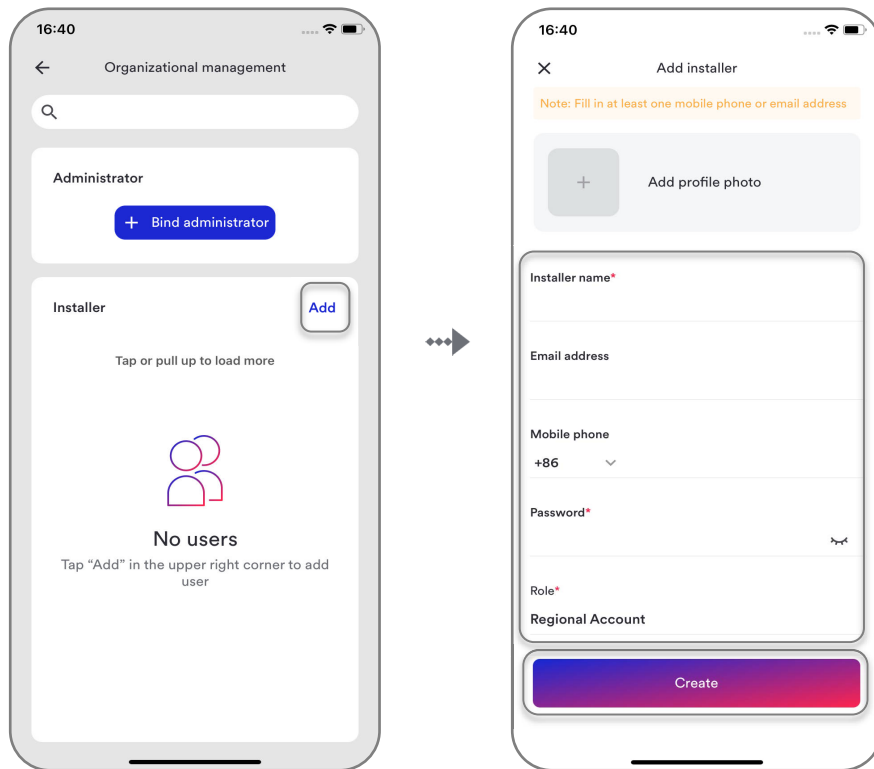 16:40
Organizational management
Administrator
+ Bind administrator
Installer
Add
Tap or pull up to load more
No users
Tap “Add” in the upper right corner to add
user
16:40
Add installer
Note: Fill in at least one mobile phone or email address
+
Add profile photo
Installer name*
Email address
Mobile phone
+86
Password*
Role*
Regional Account
Create